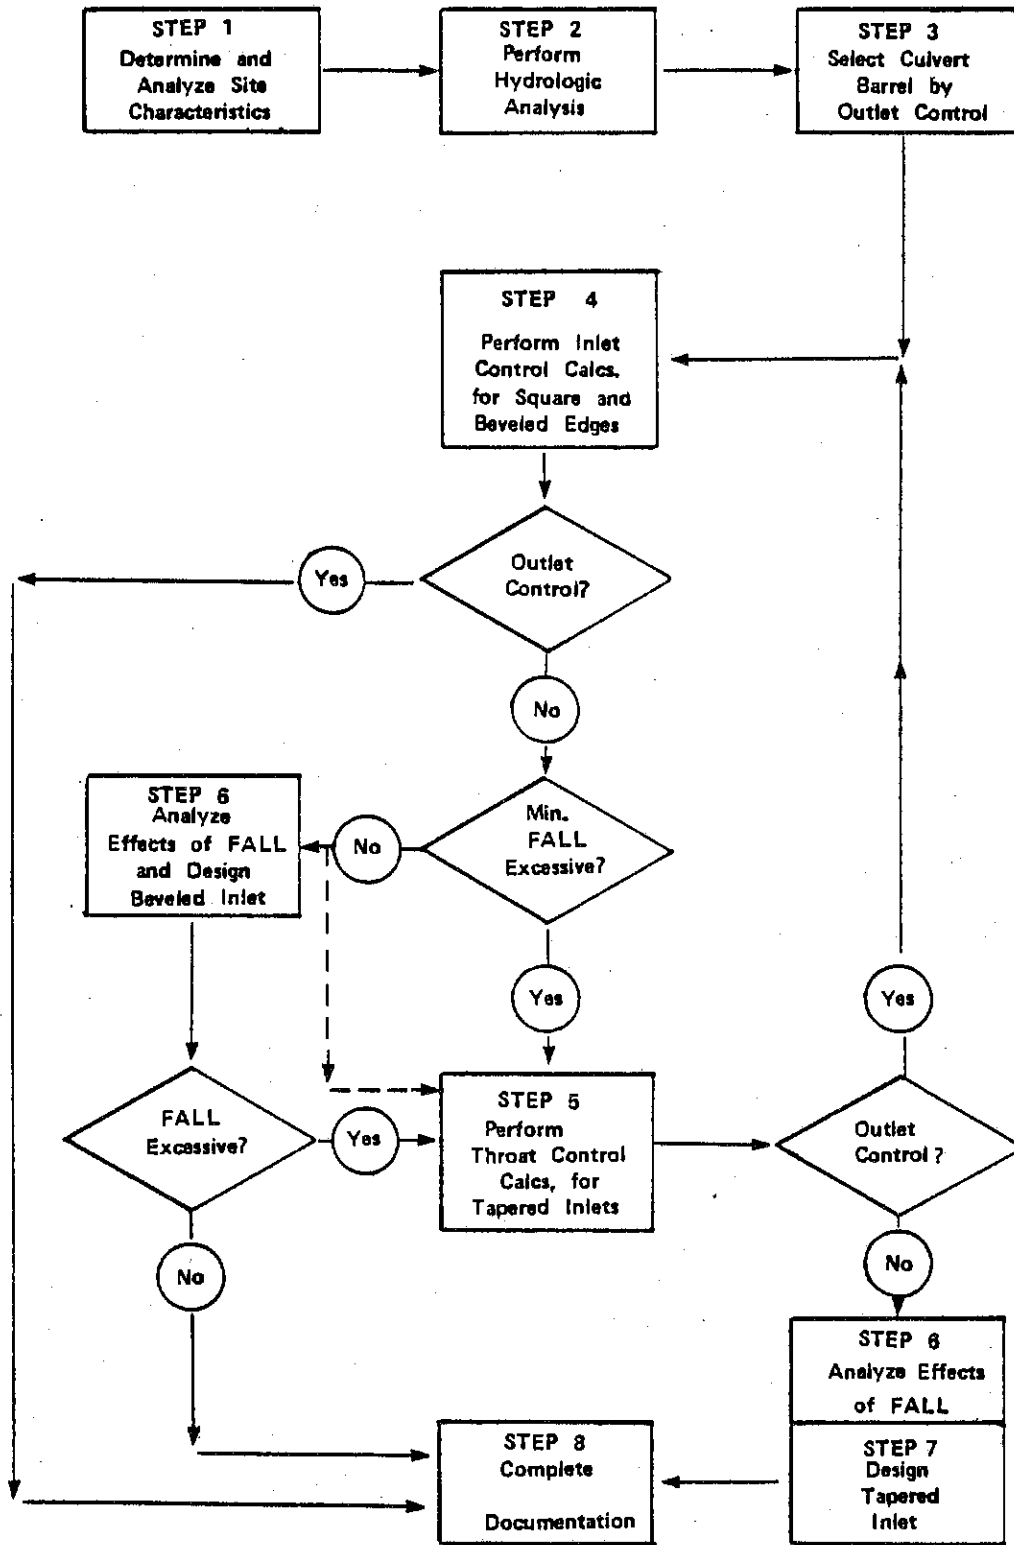 STEP 1
Determine and
Analyze Site
Characteristics
STEP 2
Perform
Hydrologic
Analysis
STEP 3
Select Culvert
Barrel by
Outlet Control
STEP 4
Perform Inlet
Control Calcs.
for Square and
Beveled Edges
Outlet
Control?
Yes
No
Min.
FALL
Excessive?
No
STEP 6
Analyze
Effects of FALL
and Design
Beveled Inlet
Yes
Yes
FALL
Excessive?
Yes
STEP 5
Perform
Throat Control
Calcs, for
Tapered Inlets
Outlet
Control?
No
No
STEP 6
Analyze Effects
of FALL
STEP 7
Design
Tapered
Inlet
STEP 8
Complete
Documentation